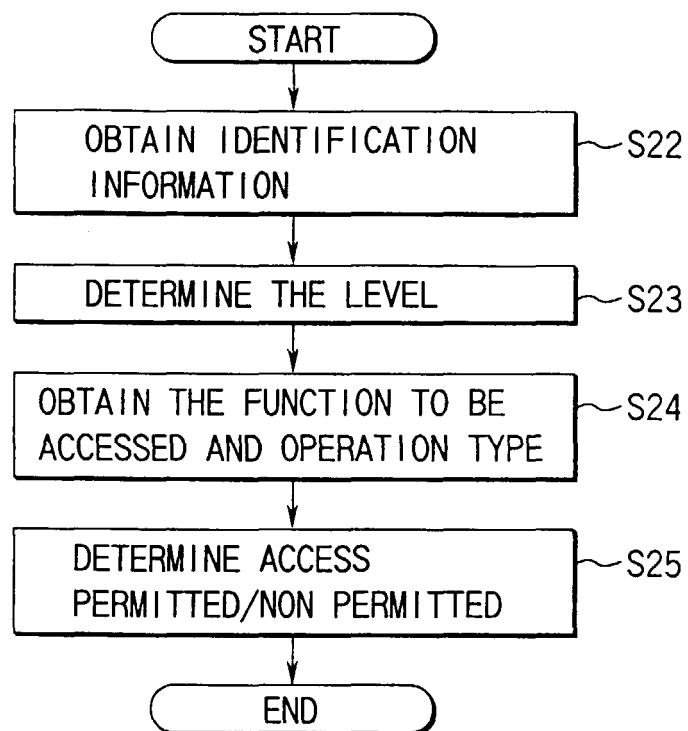 START
OBTAIN IDENTIFICATION
INFORMATION
S22
DETERMINE THE LEVEL
S23
OBTAIN THE FUNCTION TO BE
ACCESSED AND OPERATION TYPE
S24
DETERMINE ACCESS
PERMITTED/NON PERMITTED
S25
END